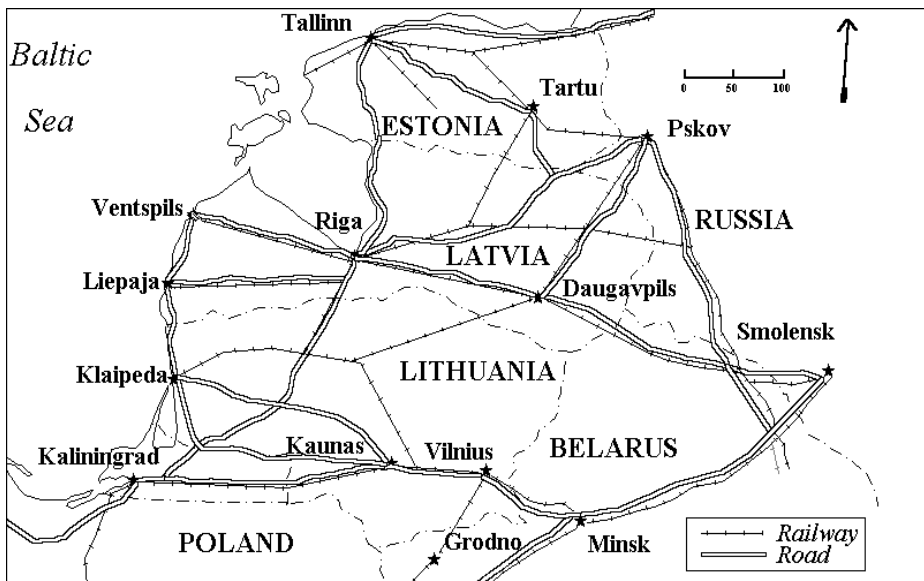 Tallinn
Baltic
Sea
Tartu
0 50 100
ESTONIA
Pskov
Ventspils
Riga
RUSSIA
LATVIA
Liepaja
Daugavpils
Smolensk
Klaipeda
LITHUANIA
Kaliningrad
Kaunas
Vilnius
BELARUS
POLAND
Grodno
Minsk
Railway
Road